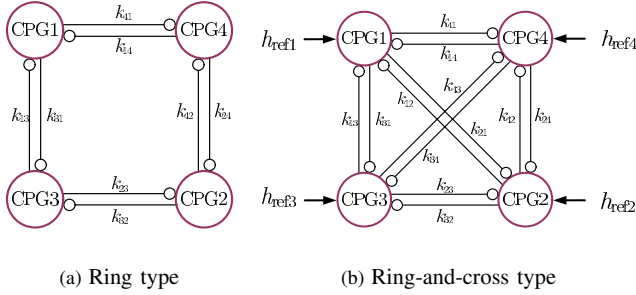 k41
CPG1 CPG4
k14
k13 k31 k42 k24
k23
CPG3 CPG2
k32
(a) Ring type
k41
href1 CPG1 CPG4 href4
k14
k43
k12
k13 k31 k42 k24
k21
k34
k23
href3 CPG3 CPG2 href2
k32
(b) Ring-and-cross type